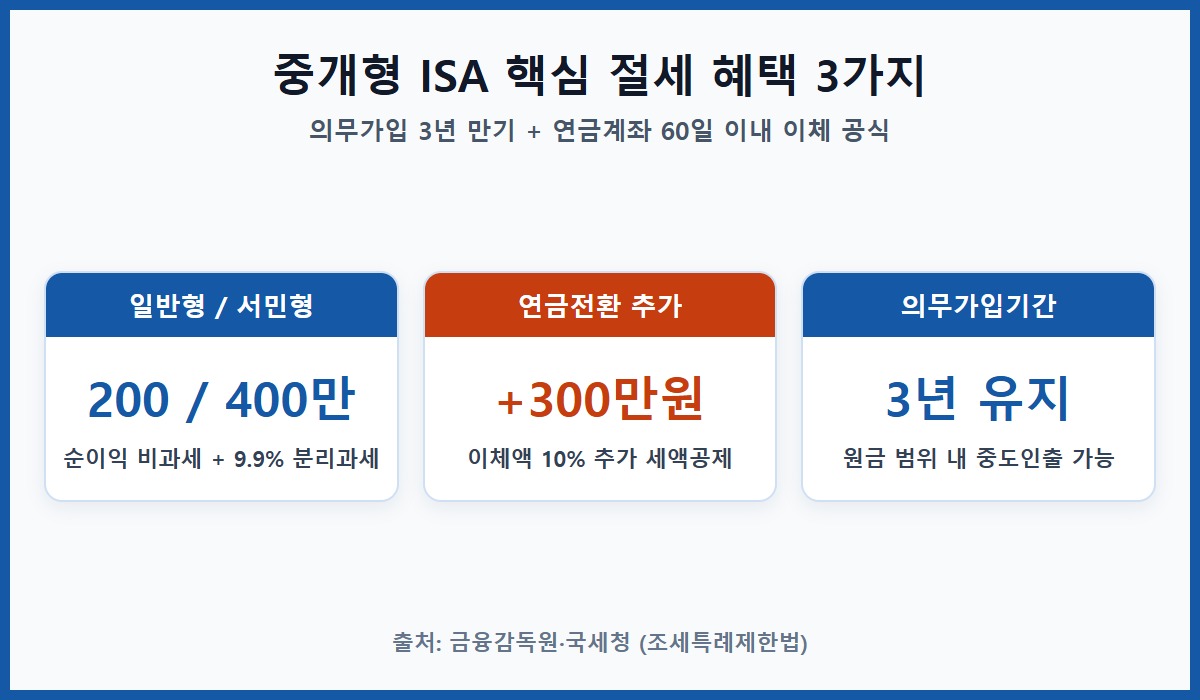 중개형 ISA 핵심 절세 혜택 3가지
의무가입 3년 만기 + 연금계좌 60일 이내 이체 공식
일반형 / 서민형
200 / 400만
순이익 비과세 + 9.9% 분리과세
연금전환 추가
+300만원
이체액 10% 추가 세액공제
의무가입기간
3년 유지
원금 범위 내 중도인출 가능
출처: 금융감독원·국세청 (조세특례제한법)